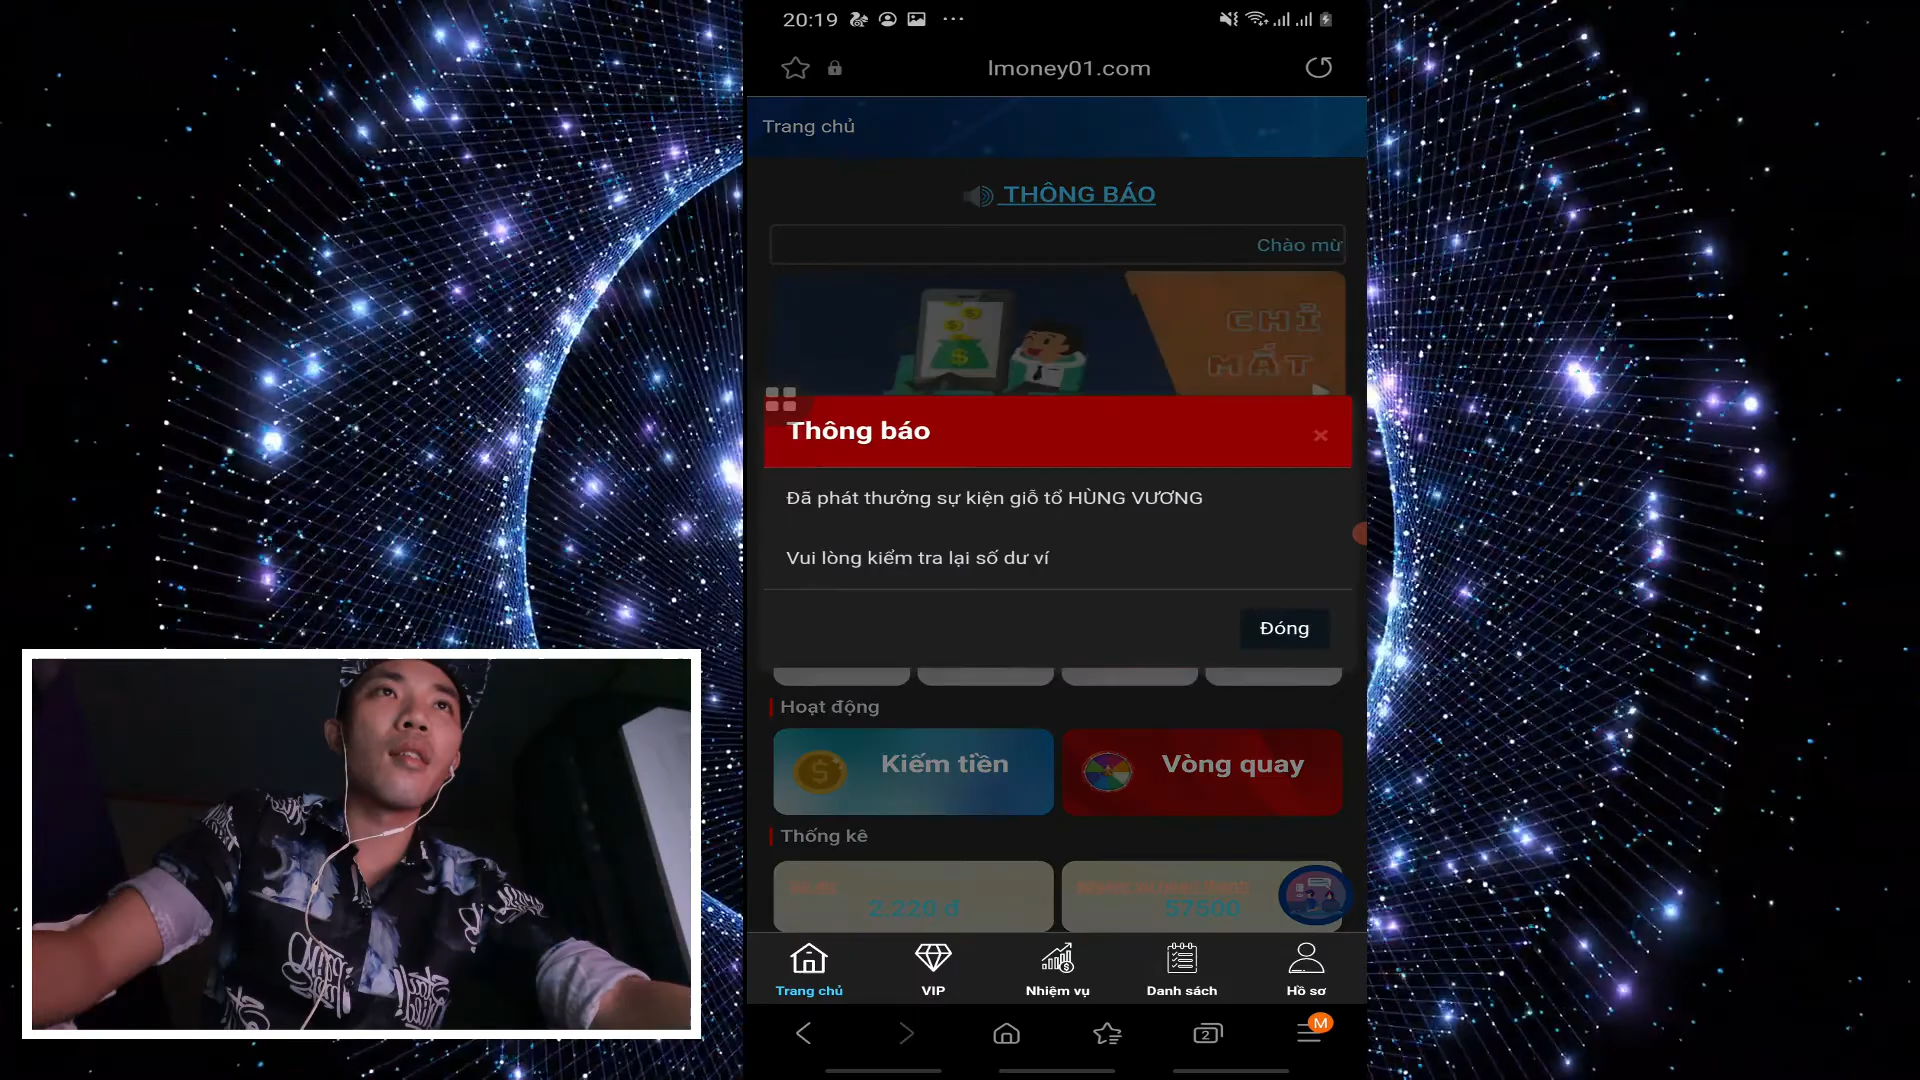 20:19
lmoney01.com
Trang chủ
THÔNG BÁO
Chào mừ
CHỈ
MẤT
Thông báo
Đã phát thưởng sự kiện giỗ tổ HÙNG VƯƠNG
Vui lòng kiểm tra lại số dư ví
Đóng
Hoạt động
Kiếm tiền
Vòng quay
Thống kê
2.220 đ
57500
Trang chủ
VIP
Nhiệm vụ
Danh sách
Hồ sơ
2
M